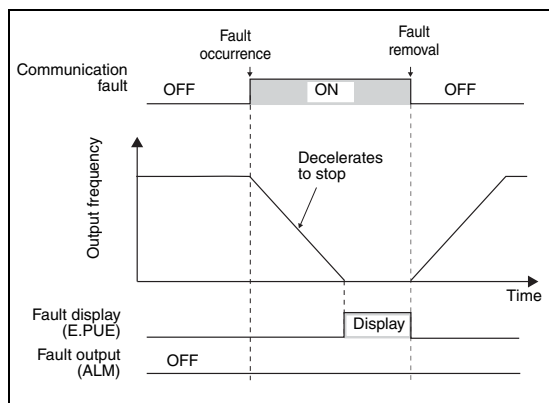 Fault
occurrence
Fault
removal
Communication
fault
OFF
ON
OFF
Output frequency
Decelerates
to stop
Time
Fault display
(E.PUE)
Display
Fault output
(ALM)
OFF